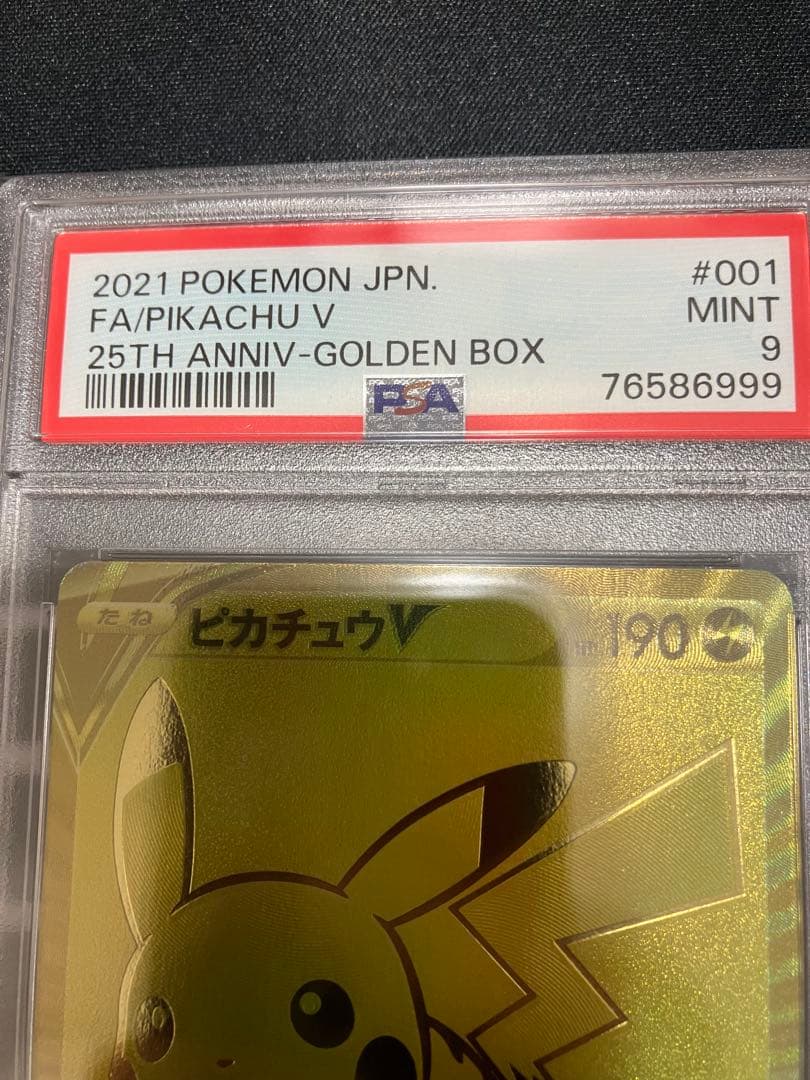 2021 POKEMON JPN. #001
FA/PIKACHU V MINT
25TH ANNIV-GOLDEN BOX 9
PSA 76586999
たね ピカチュウV HP 190